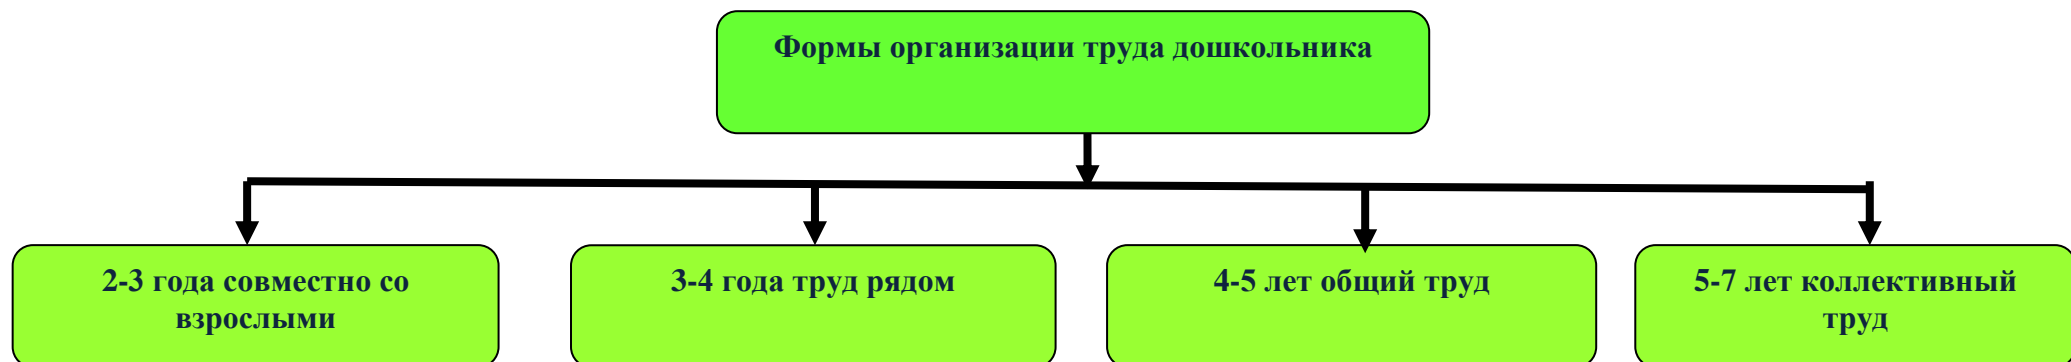 Формы организации труда дошкольника
2-3 года совместно со
взрослыми
3-4 года труд рядом
4-5 лет общий труд
5-7 лет коллективный
труд